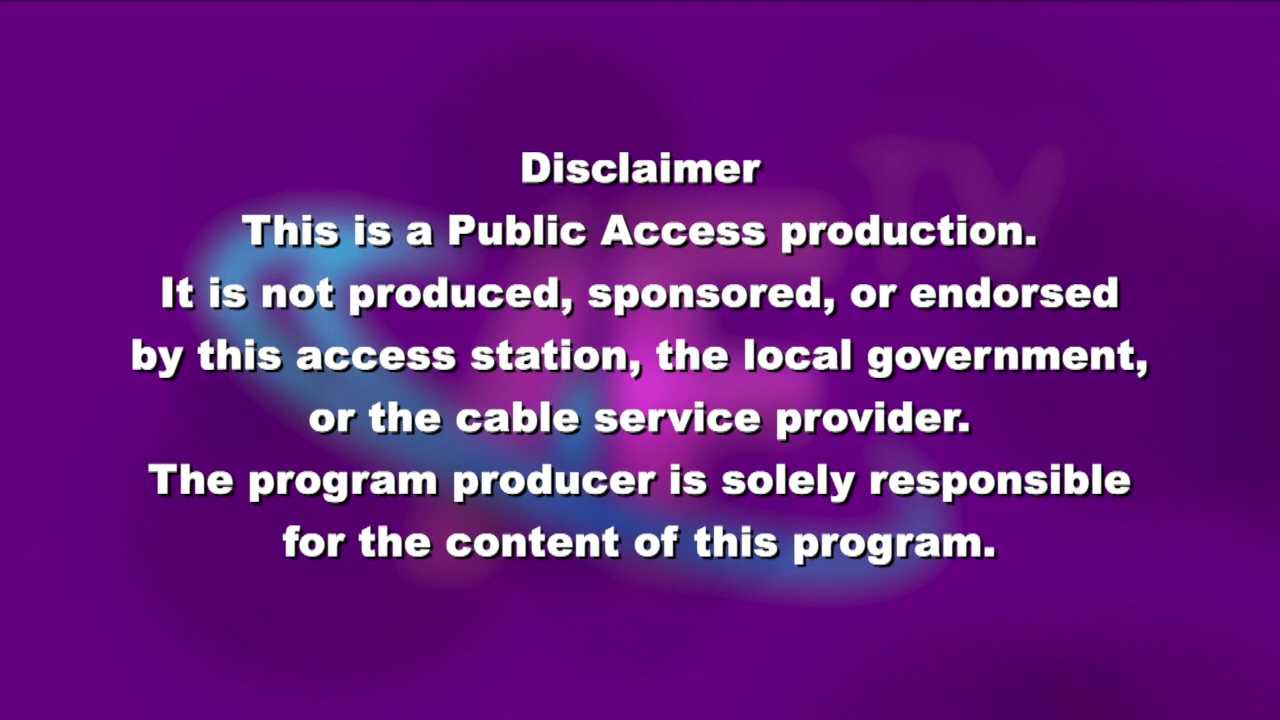 Disclaimer
This is a Public Access production.
It is not produced, sponsored, or endorsed
by this access station, the local government,
or the cable service provider.
The program producer is solely responsible
for the content of this program.